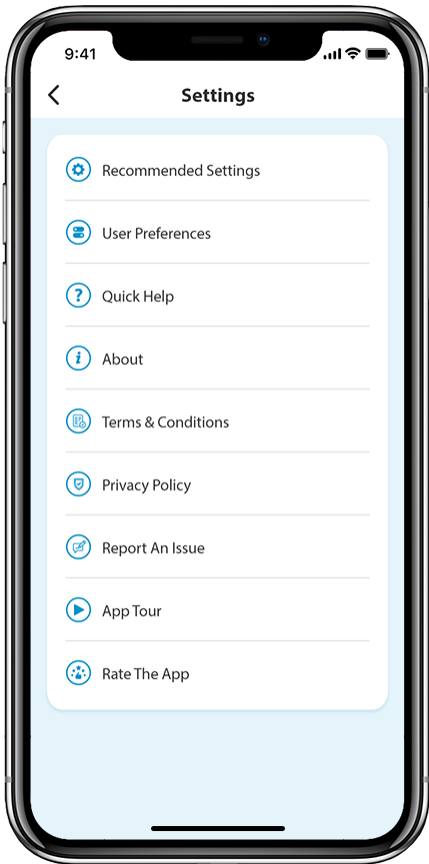 9:41
Settings
Recommended Settings
User Preferences
Quick Help
About
Terms & Conditions
Privacy Policy
Report An Issue
App Tour
Rate The App